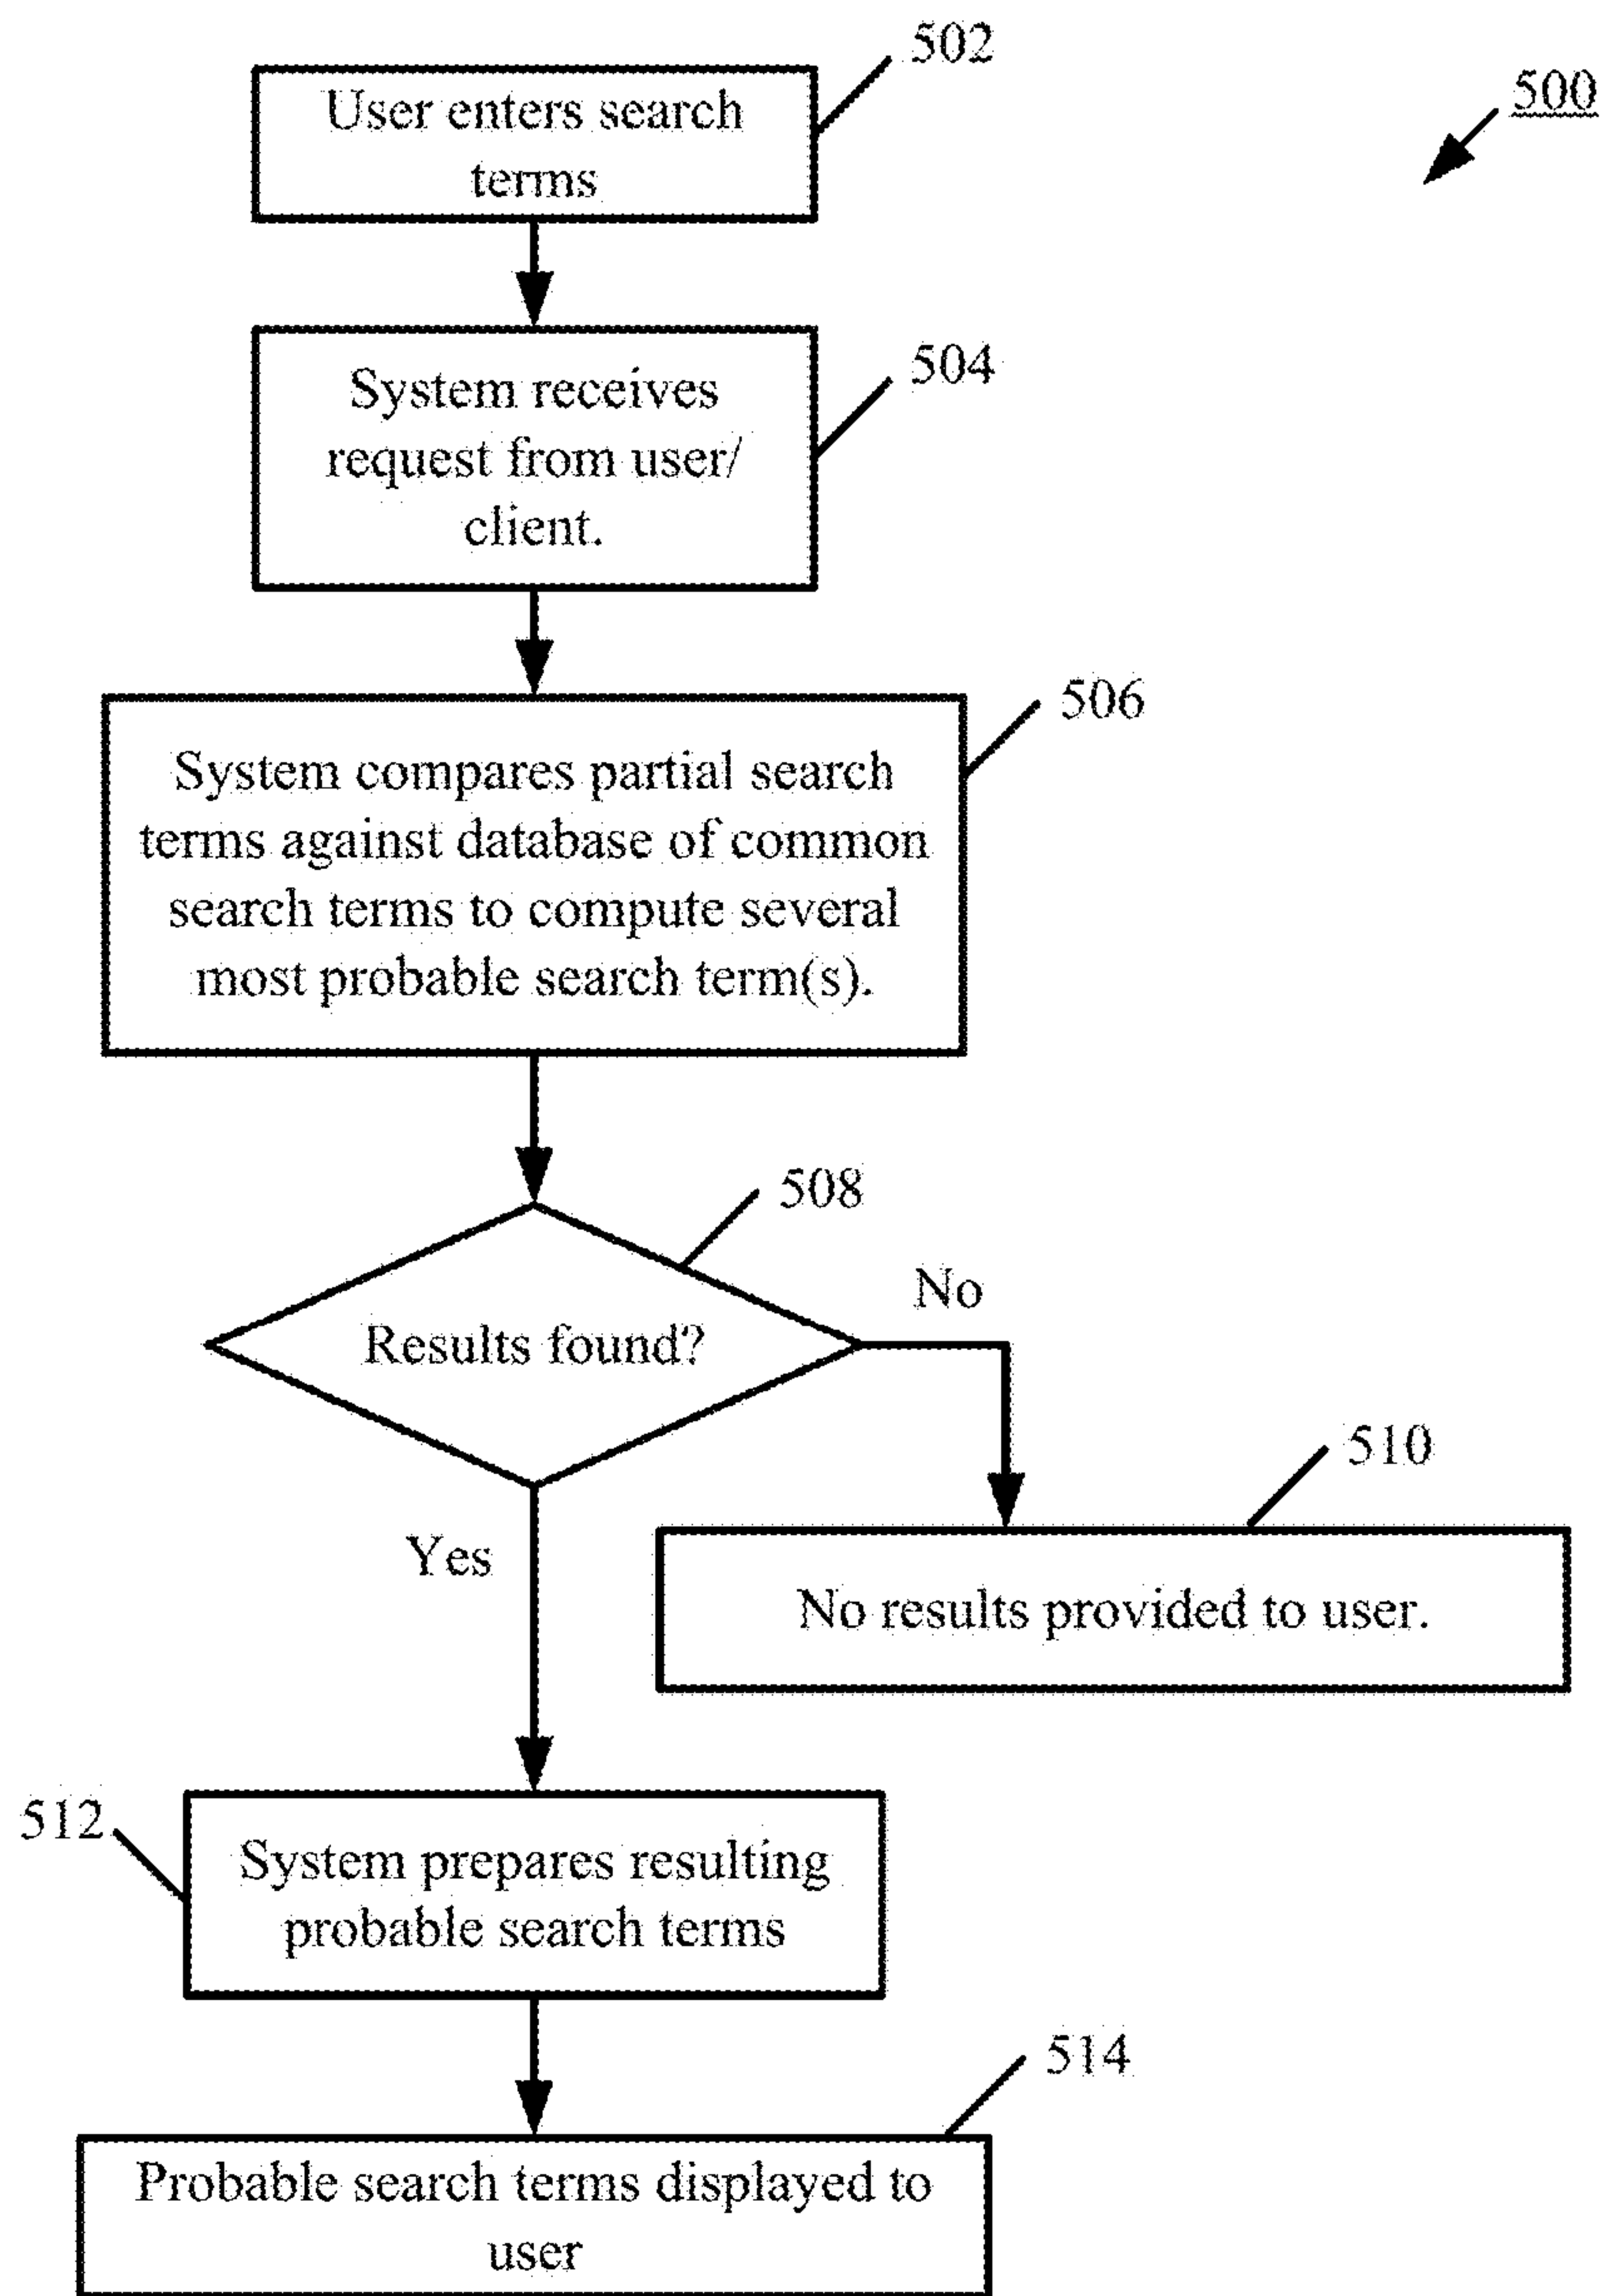 502
500
User enters search
terms
504
System receives
request from user/
client.
506
System compares partial search
terms against database of common
search terms to compute several
most probable search term(s).
508
No
Results found?
510
Yes
No results provided to user.
512
System prepares resulting
probable search terms
514
Probable search terms displayed to
user